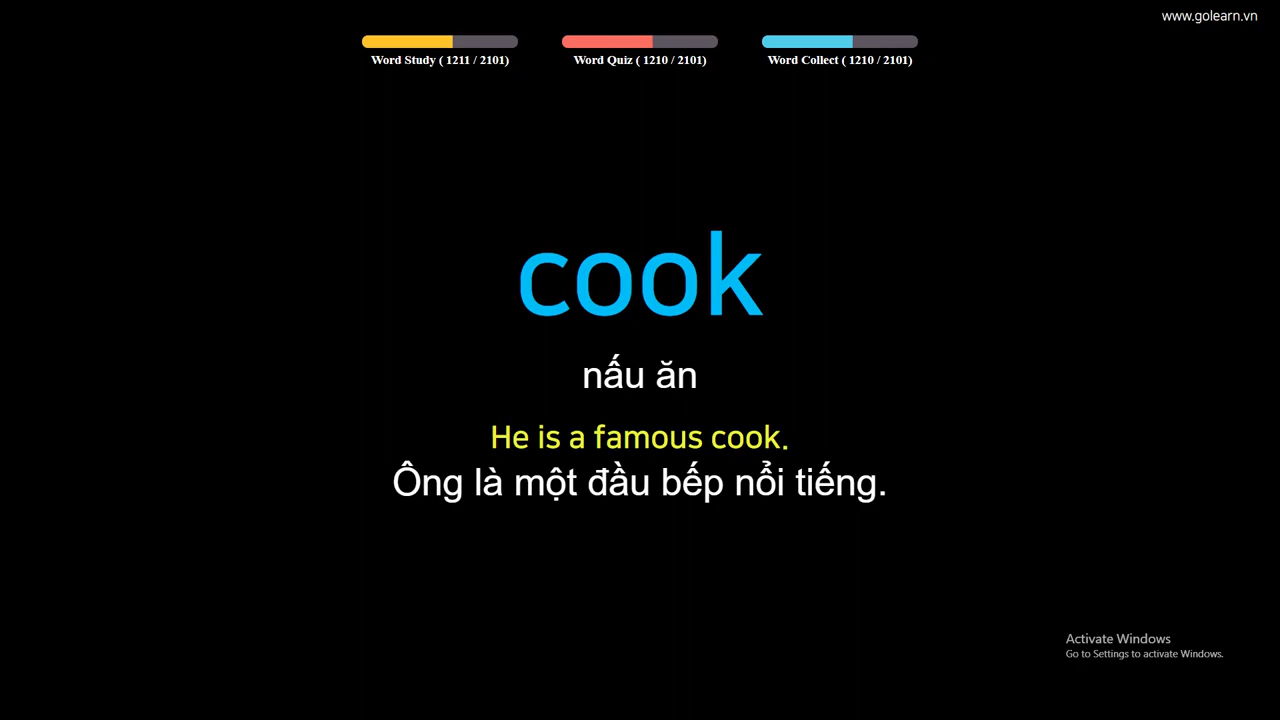 www.golearn.vn
Word Study ( 1211 / 2101)
Word Quiz ( 1210 / 2101)
Word Collect ( 1210 / 2101)
cook
nấu ăn
He is a famous cook.
Ông là một đầu bếp nổi tiếng.
Activate Windows
Go to Settings to activate Windows.